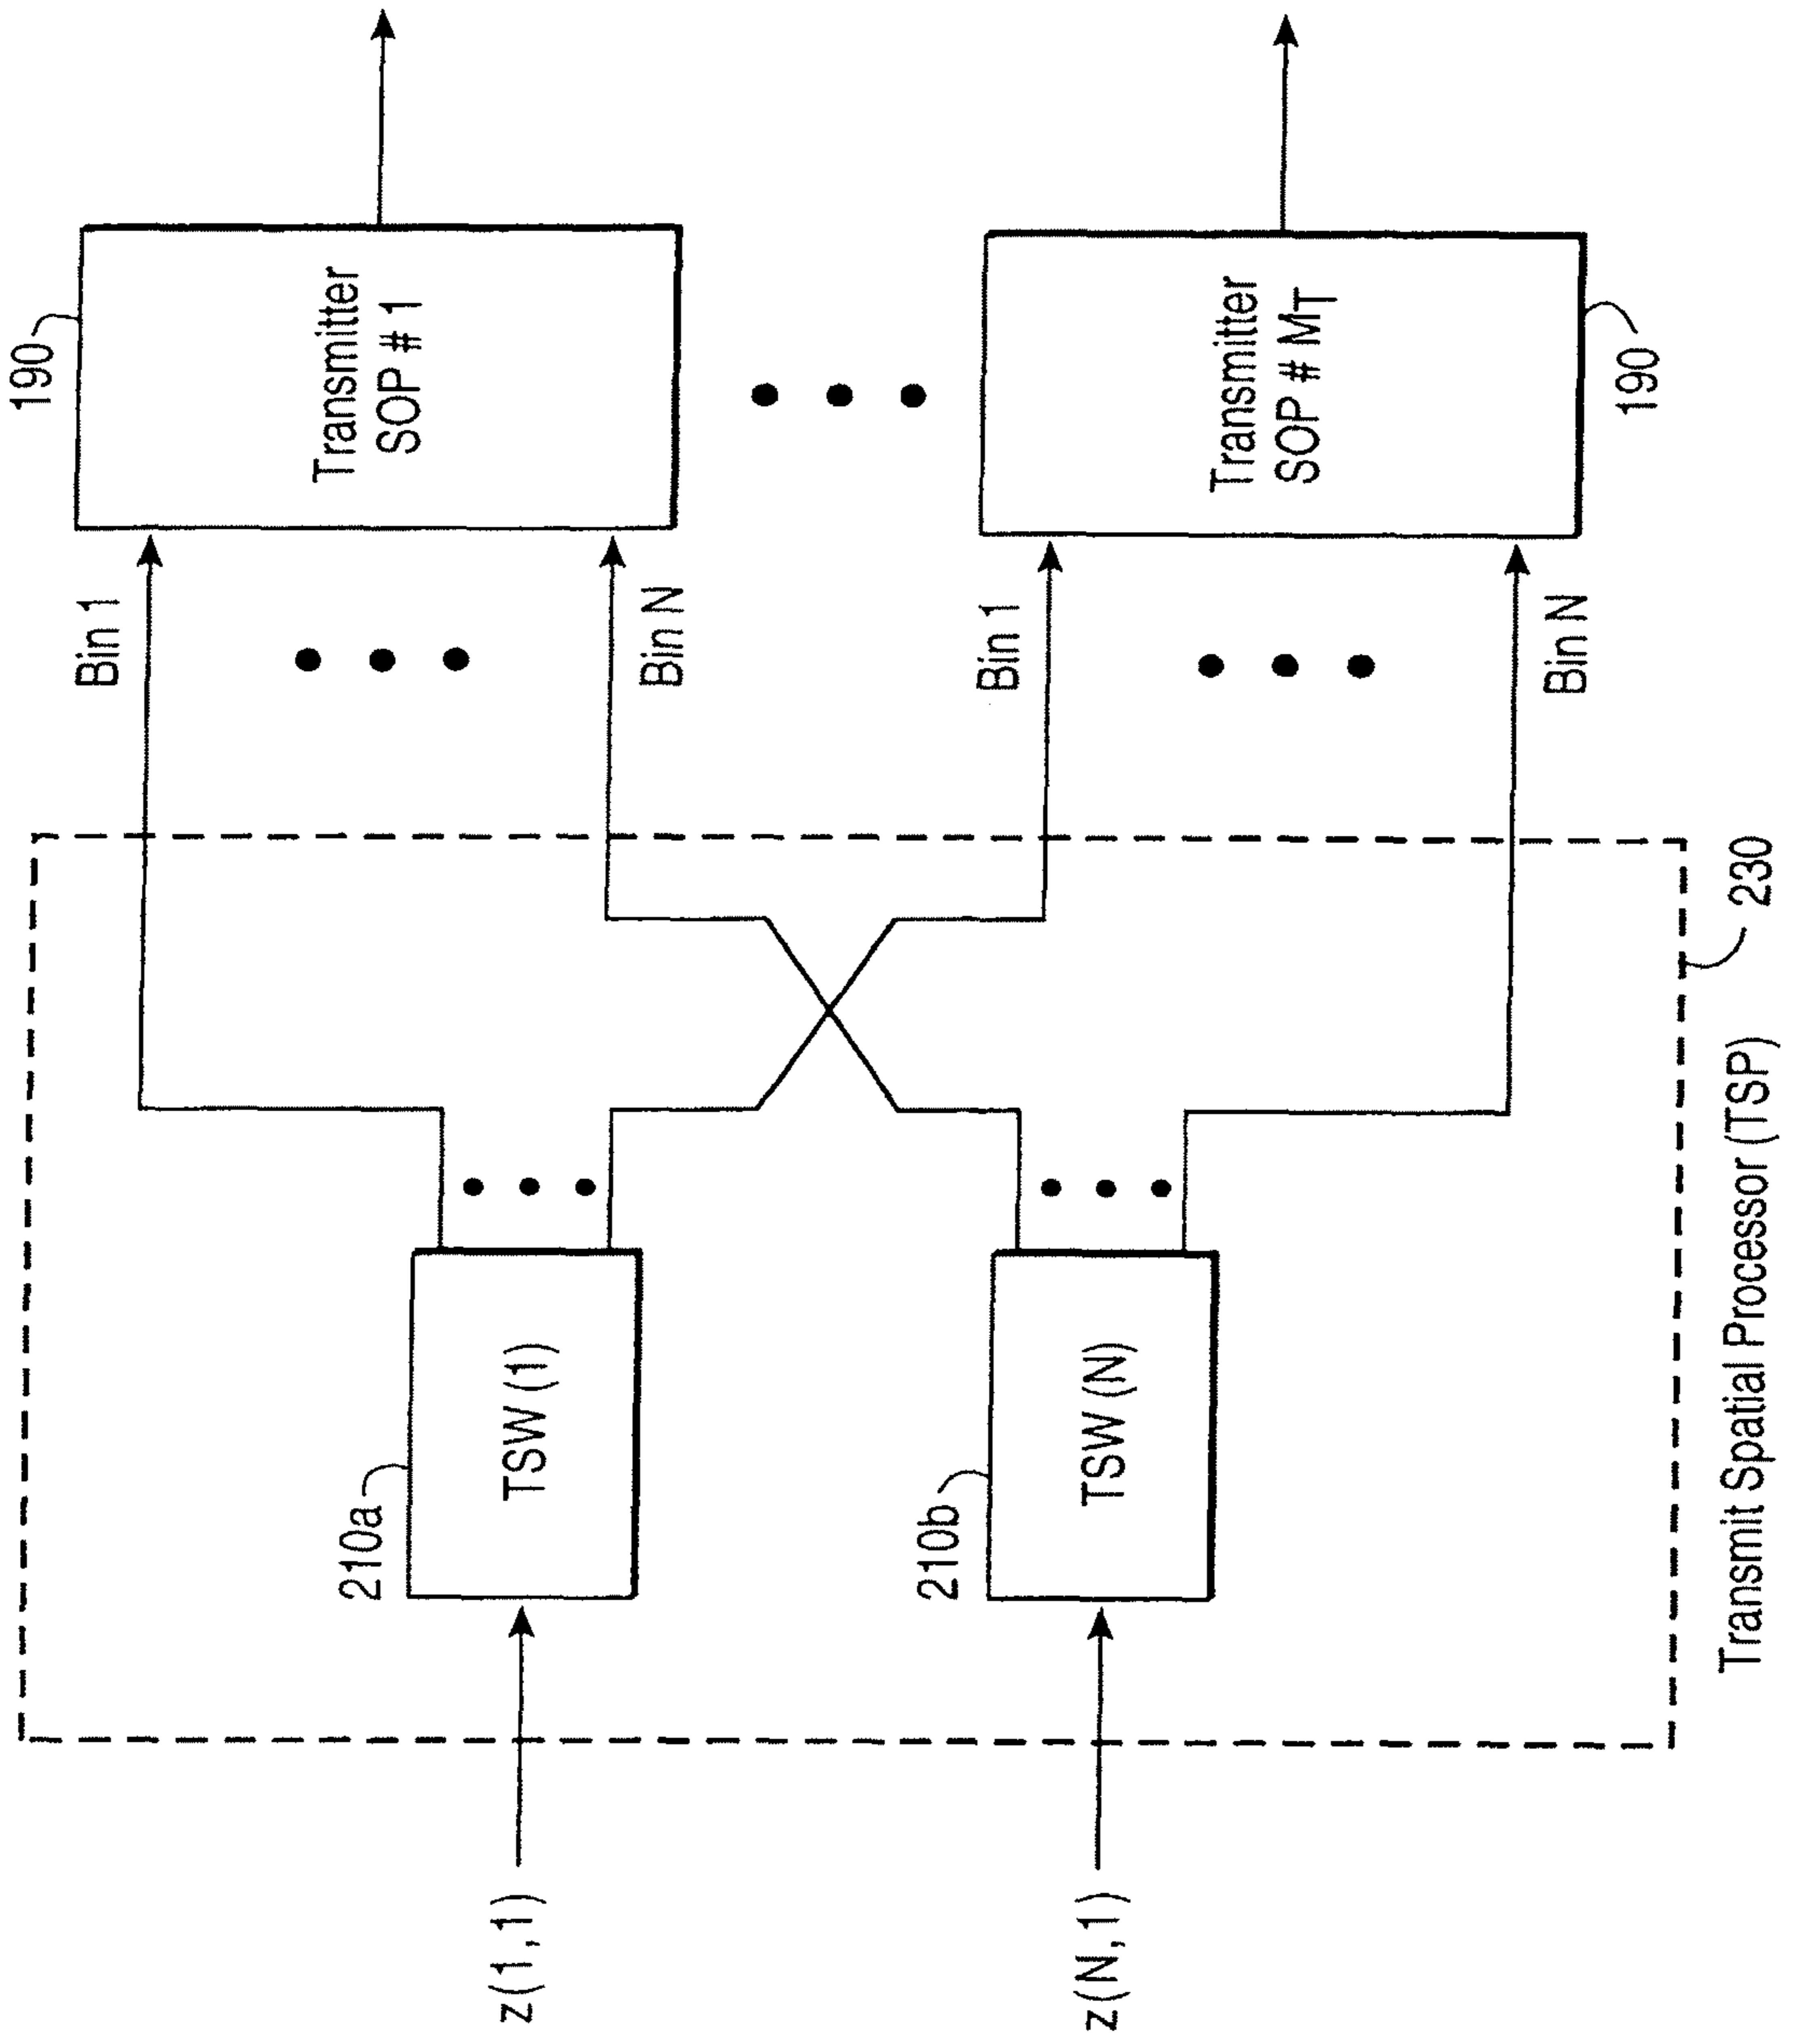 190
Transmitter
SOP # 1
Bin 1
Bin N
190
Transmitter
SOP # MT
Bin 1
Bin N
210a
TSW (1)
z(1,1)
210b
TSW (N)
z(N,1)
230
Transmit Spatial Processor (TSP)